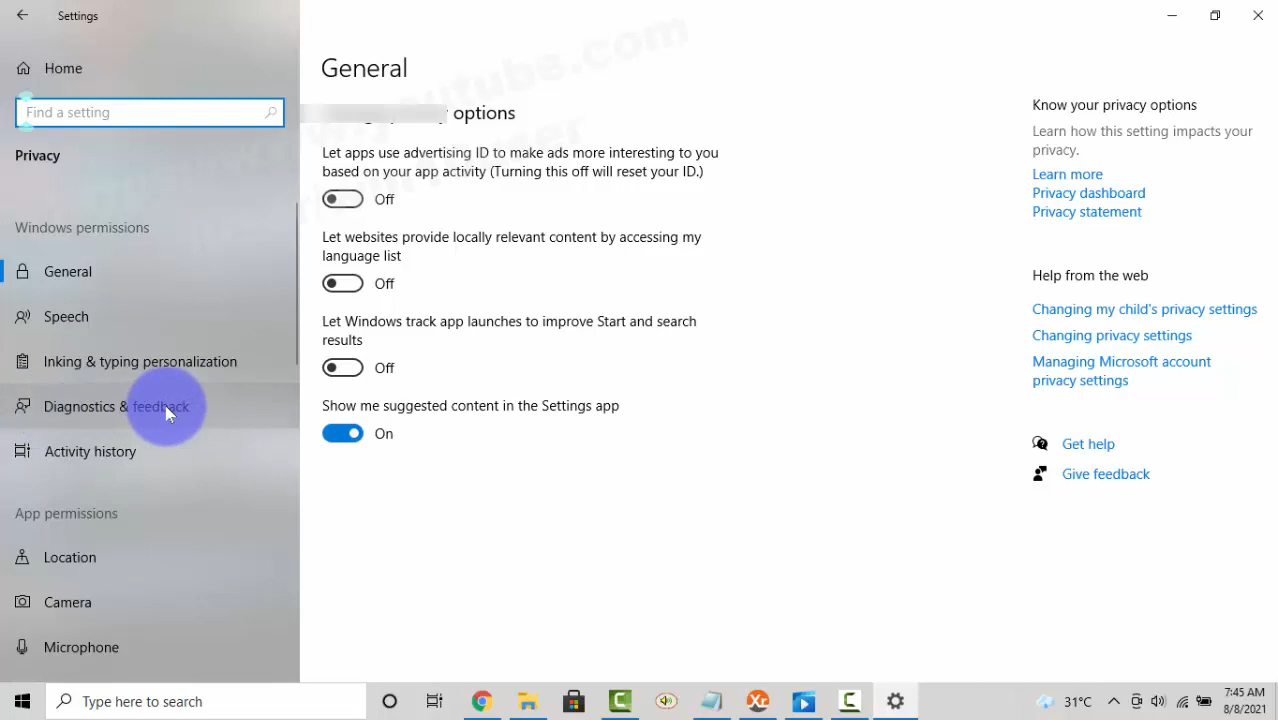 Settings
Home
Find a setting
Privacy
Windows permissions
General
Speech
Inking & typing personalization
Diagnostics & feedback
Activity history
App permissions
Location
Camera
Microphone
General
options
Let apps use advertising ID to make ads more interesting to you
based on your app activity (Turning this off will reset your ID.)
Off
Let websites provide locally relevant content by accessing my
language list
Off
Let Windows track app launches to improve Start and search
results
Off
Show me suggested content in the Settings app
On
Know your privacy options
Learn how this setting impacts your
privacy.
Learn more
Privacy dashboard
Privacy statement
Help from the web
Changing my child's privacy settings
Changing privacy settings
Managing Microsoft account
privacy settings
Get help
Give feedback
Type here to search
Xr
31°C
7:45 AM
8/8/2021